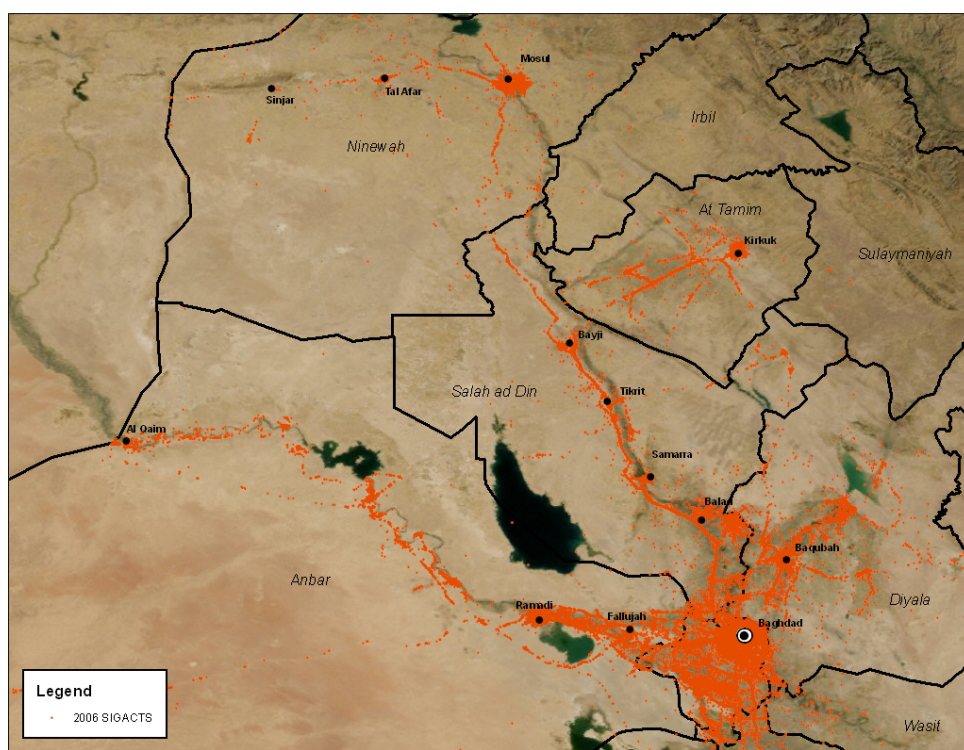 Mosul
Tal Afar
Sinjar
Irbil
Ninewah
At Tamim
Kirkuk
Sulaymaniyah
Bayji
Salah ad Din
Tikrit
Al Qaim
Samarra
Balad
Baqubah
Anbar
Diyala
Ramadi
Fallujah
Baghdad
Legend
2006 SIGACTS
Wasit